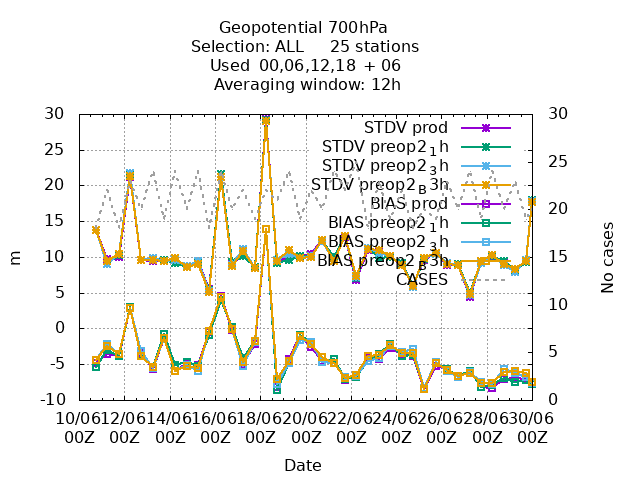 Geopotential 700hPa
Selection: ALL 25 stations
Used 00,06,12,18 + 06
Averaging window: 12h
30 30
STDV prod
STDV preop2_1h
25 25
STDV preop2_3h
20 STDV preop2_B3h 20
BIAS prod
15 BIAS preop2_1h 15
BIAS preop2_3h
10 BIAS preop2_B3h
CASES
m No cases
5 10
0
-5 5
-10 0
10/06 12/06 14/06 16/06 18/06 20/06 22/06 24/06 26/06 28/06 30/06
00Z 00Z 00Z 00Z 00Z 00Z 00Z 00Z 00Z 00Z 00Z
Date